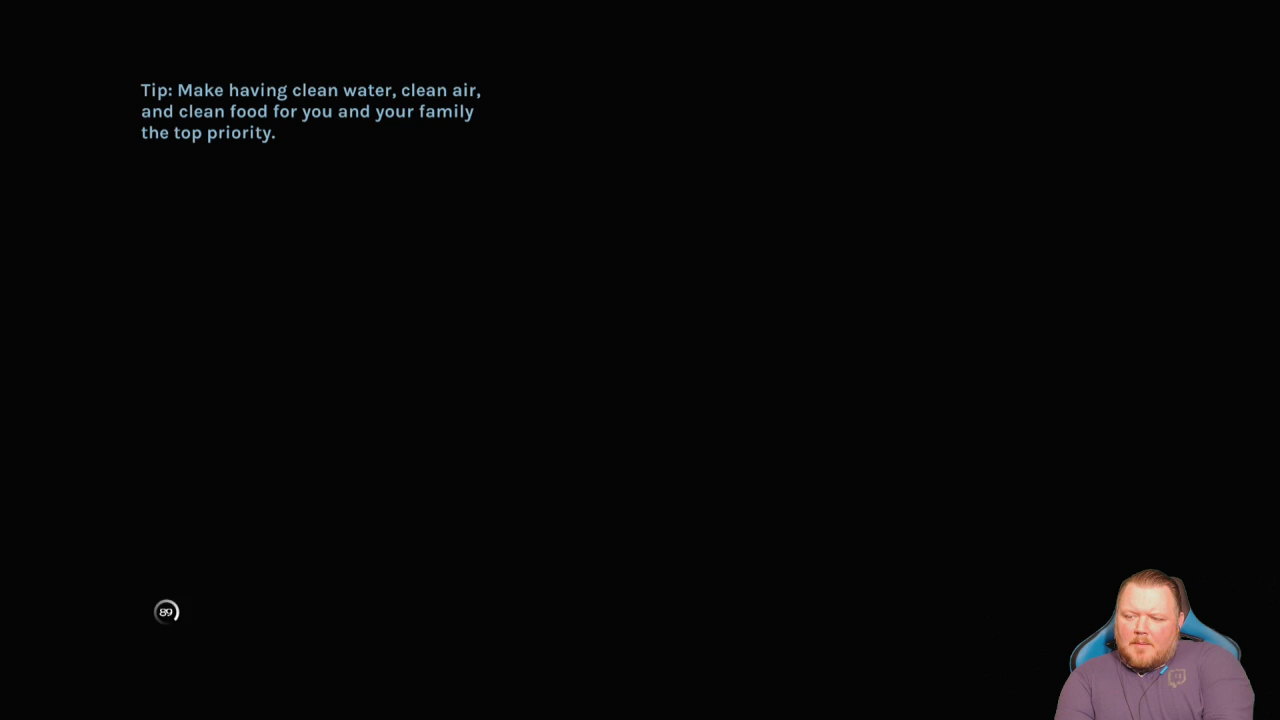 Tip: Make having clean water, clean air,
and clean food for you and your family
the top priority.
89